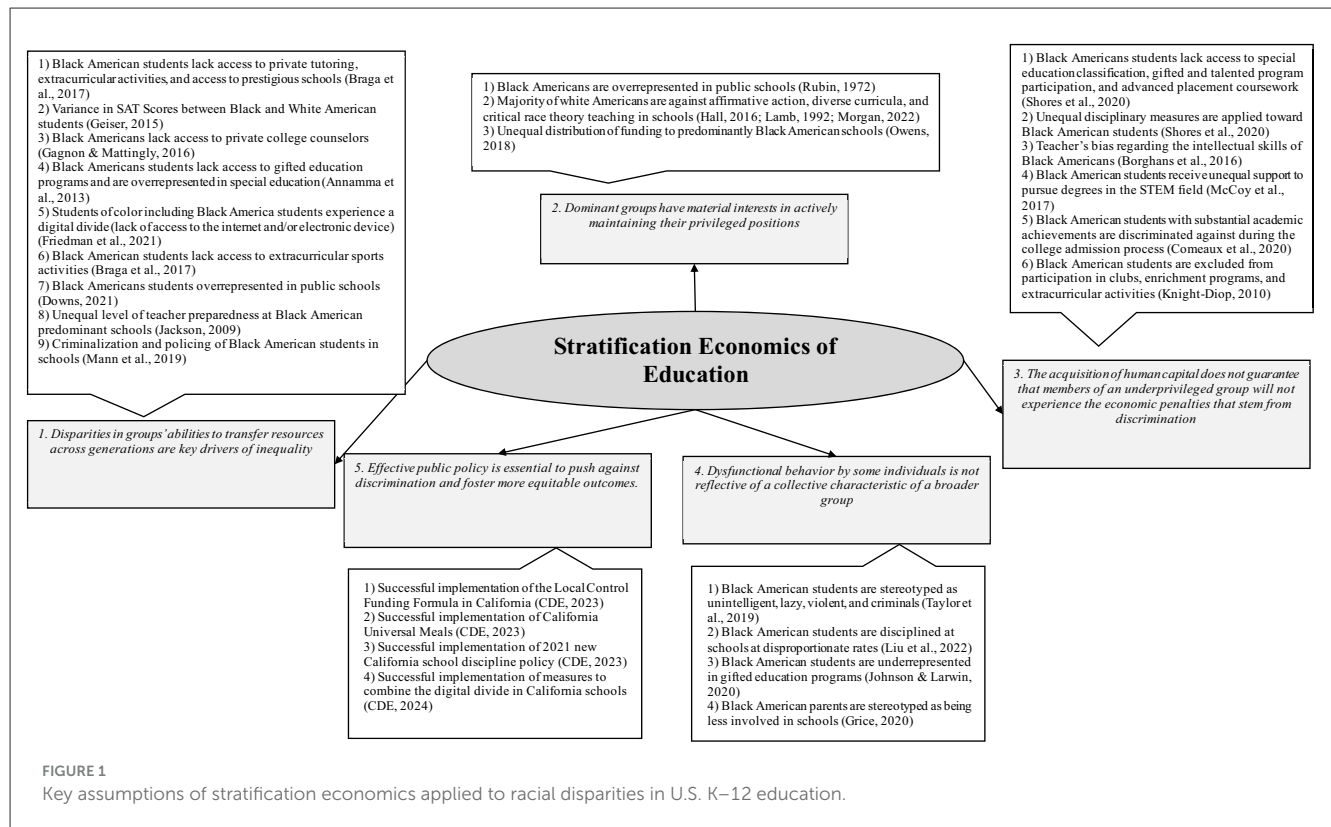 1) Black American students lack access to private tutoring,
extracurricular activities, and access to prestigious schools (Braga
et al., 2017)
2) Variance in SAT Scores between Black and White American
students (Geiser, 2015)
3) Black Americans lack access to private college counselors
(Gagnon & Mattingly, 2016)
4) Black Americans students lack access to gifted education
programs and are overrepresented in special education (Annamma
et al., 2013)
5) Students of color including Black America students experience a
digital divide (lack of access to the internet and/or electronic device)
(Friedman et al., 2021)
6) Black American students lack access to extracurricular sports
activities (Braga et al., 2017)
7) Black Americans students overrepresented in public schools
(Downs, 2021)
8) Unequal level of teacher preparedness at Black American
predominant schools (Jackson, 2009)
9) Criminalization and policing of Black American students in
schools (Mann et al., 2019)
1. Disparities in groups' abilities to transfer resources
across generations are key drivers of inequality
1) Black Americans are overrepresented in public schools (Rubin, 1972)
2) Majority of white Americans are against affirmative action, diverse curricula, and
critical race theory teaching in schools (Hall, 2016; Lamb, 1992; Morgan, 2022)
3) Unequal distribution of funding to predominantly Black American schools (Owens,
2018)
2. Dominant groups have material interests in actively
maintaining their privileged positions
1) Black Americans students lack access to special
education classification, gifted and talented program
participation, and advanced placement coursework
(Shores et al., 2020)
2) Unequal disciplinary measures are applied toward
Black American students (Shores et al., 2020)
3) Teacher's bias regarding the intellectual skills of
Black Americans (Borghans et al., 2016)
4) Black American students receive unequal support to
pursue degrees in the STEM field (McCoy et al.,
2017)
5) Black American students with substantial academic
achievements are discriminated against during the
college admission process (Comeaux et al., 2020)
6) Black American students are excluded from
participation in clubs, enrichment programs, and
extracurricular activities (Knight-Diop, 2010)
3. The acquisition of human capital does not guarantee
that members of an underprivileged group will not
experience the economic penalties that stem from
discrimination
Stratification Economics of
Education
5. Effective public policy is essential to push against
discrimination and foster more equitable outcomes.
4. Dysfunctional behavior by some individuals is not
reflective of a collective characteristic of a broader
group
1) Successful implementation of the Local Control
Funding Formula in California (CDE, 2023)
2) Successful implementation of California
Universal Meals (CDE, 2023)
3) Successful implementation of 2021 new
California school discipline policy (CDE, 2023)
4) Successful implementation of measures to
combine the digital divide in California schools
(CDE, 2024)
1) Black American students are stereotyped as
unintelligent, lazy, violent, and criminals (Taylor et
al., 2019)
2) Black American students are disciplined at
schools at disproportionate rates (Liu et al., 2022)
3) Black American students are underrepresented
in gifted education programs (Johnson & Larwin,
2020)
4) Black American parents are stereotyped as being
less involved in schools (Grice, 2020)
FIGURE 1
Key assumptions of stratification economics applied to racial disparities in U.S. K–12 education.